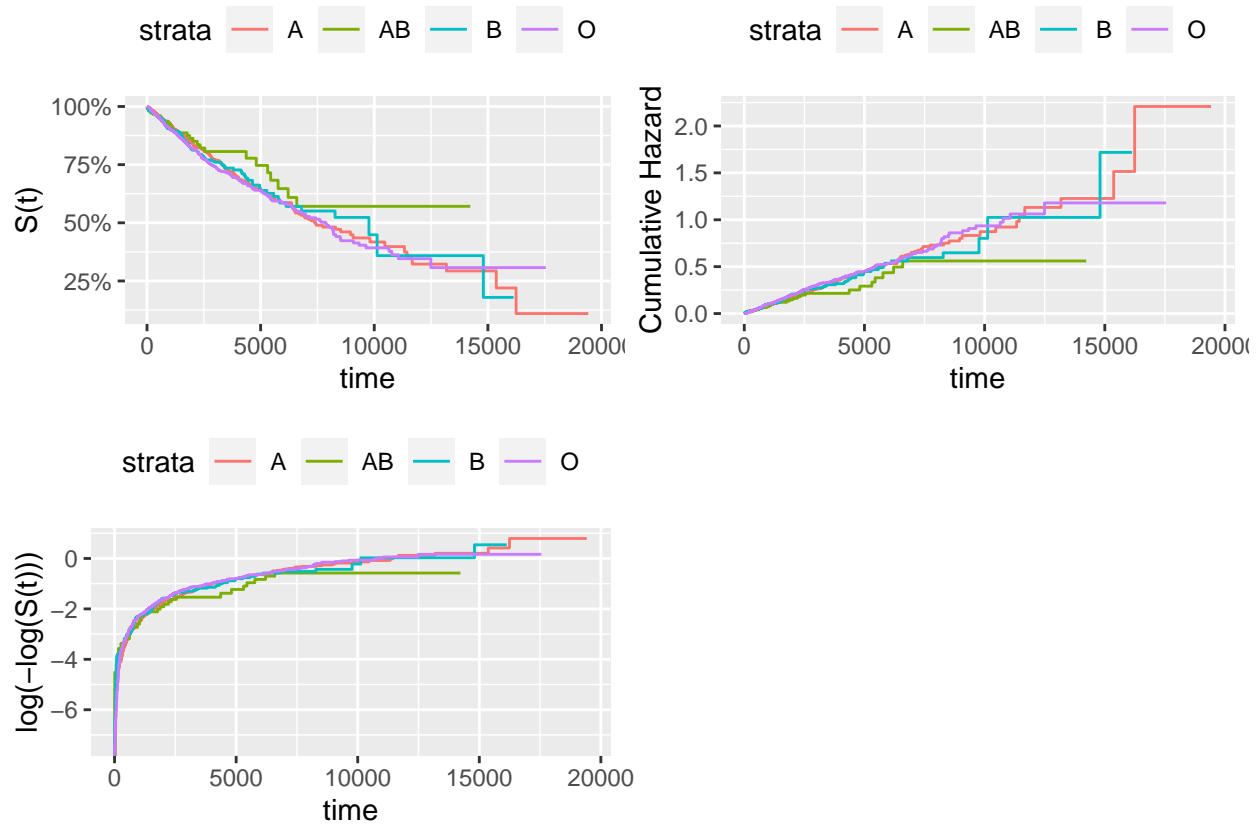 strata A AB B O
100%
75%
50%
25%
S(t)
0 5000 10000 15000 20000
time
strata A AB B O
2.0
1.5
1.0
0.5
0.0
Cumulative Hazard
0 5000 10000 15000 20000
time
strata A AB B O
0
−2
−4
−6
log(−log(S(t)))
0 5000 10000 15000 20000
time